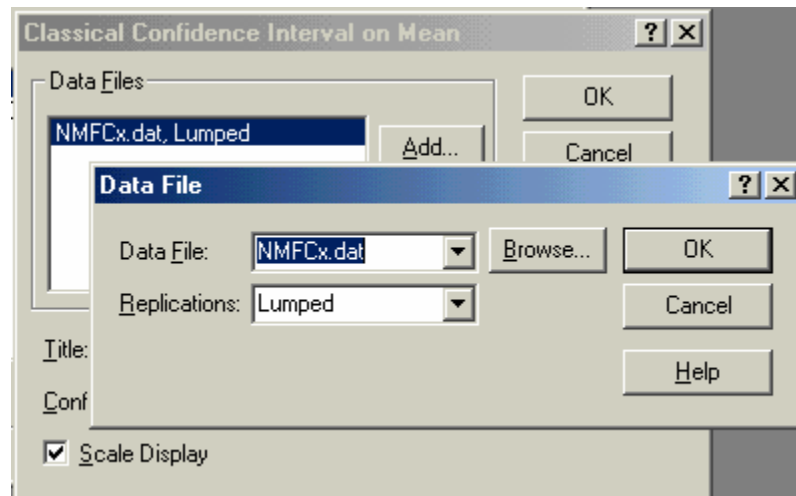 Classical Confidence Interval on Mean
Data Files
NMFCx.dat, Lumped
OK
Add...
Cancel
Data File
Data File:
NMFCx.dat
Browse...
OK
Replications:
Lumped
Cancel
Help
Title:
Conf
Scale Display